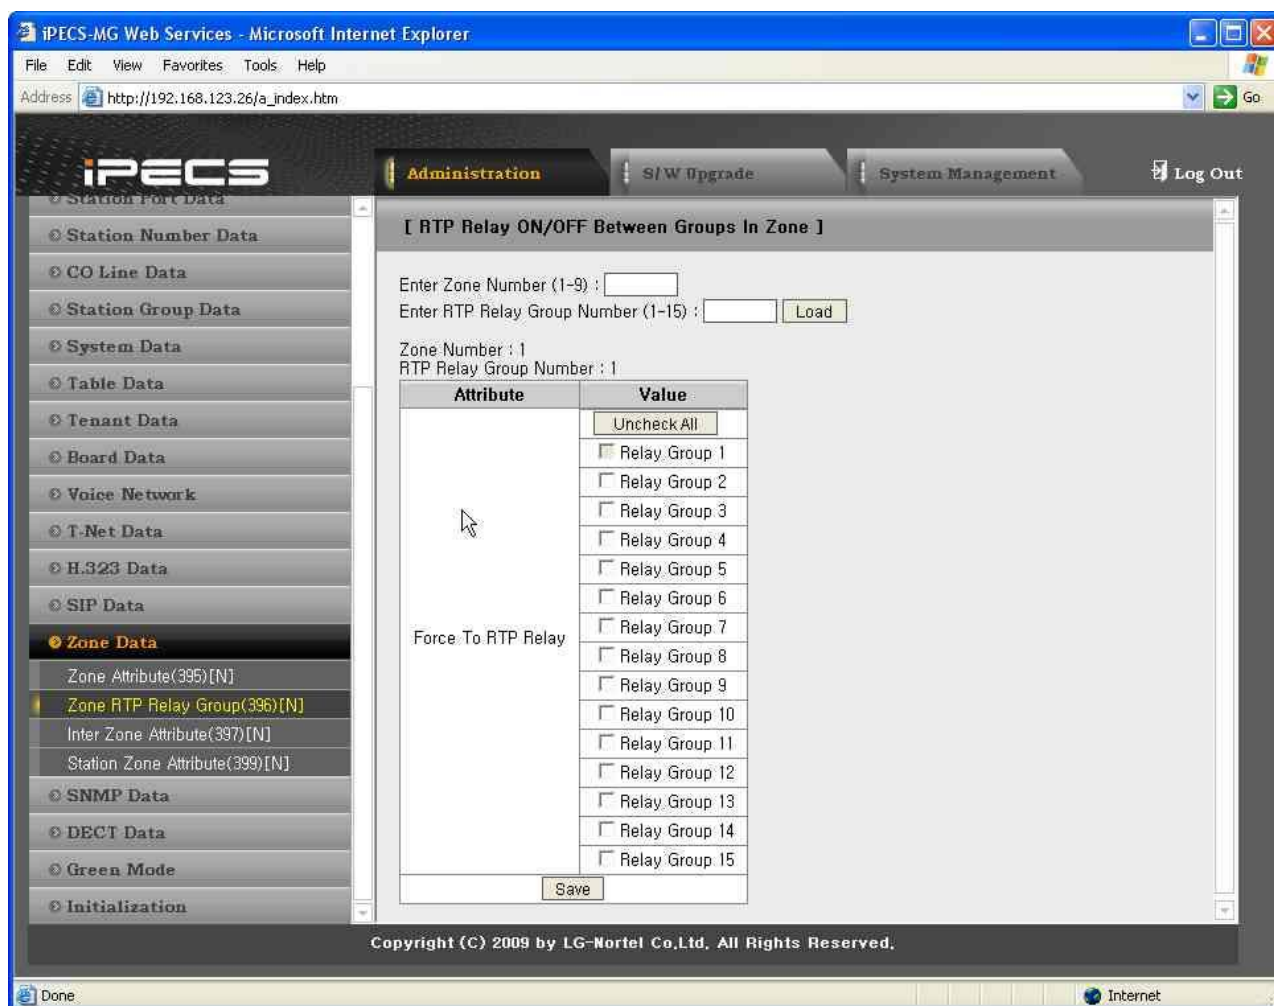 iPECS-MG Web Services - Microsoft Internet Explorer
File Edit View Favorites Tools Help
Address http://192.168.123.26/a_index.htm Go
iPECS Administration S/W Upgrade System Management Log Out
Station Port Data
Station Number Data
CO Line Data
Station Group Data
System Data
Table Data
Tenant Data
Board Data
Voice Network
T-Net Data
H.323 Data
SIP Data
Zone Data
Zone Attribute(395)[N]
Zone RTP Relay Group(396)[N]
Inter Zone Attribute(397)[N]
Station Zone Attribute(399)[N]
SNMP Data
DECT Data
Green Mode
Initialization
[ RTP Relay ON/OFF Between Groups In Zone ]
Enter Zone Number (1-9) :
Enter RTP Relay Group Number (1-15) : Load
Zone Number : 1
RTP Relay Group Number : 1
Attribute Value
Force To RTP Relay
Uncheck All
Relay Group 1
Relay Group 2
Relay Group 3
Relay Group 4
Relay Group 5
Relay Group 6
Relay Group 7
Relay Group 8
Relay Group 9
Relay Group 10
Relay Group 11
Relay Group 12
Relay Group 13
Relay Group 14
Relay Group 15
Save
Copyright (C) 2009 by LG-Nortel Co,Ltd, All Rights Reserved,
Done Internet